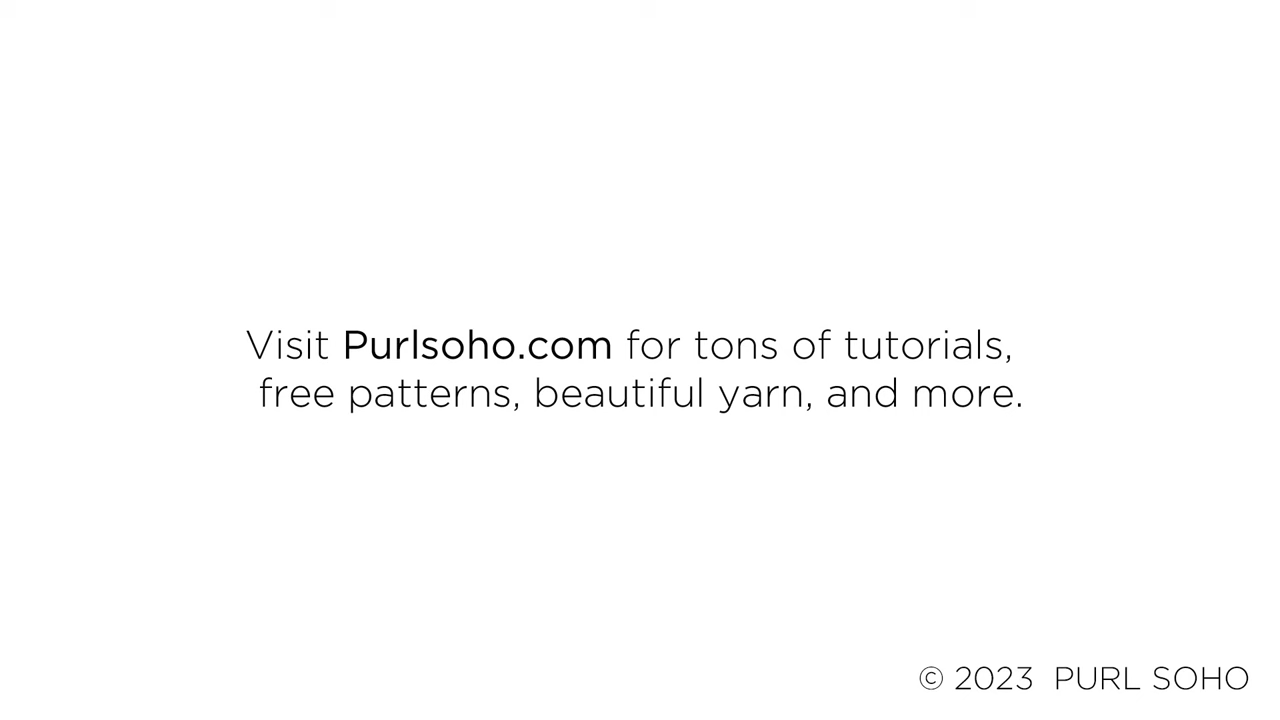 Visit Purlsoho.com for tons of tutorials,
free patterns, beautiful yarn, and more.
© 2023 PURL SOHO